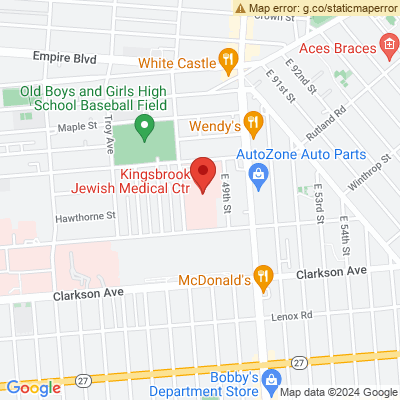 Map error: g.co/staticmaperror
Crown St
Empire Blvd
Aces Braces
White Castle
E 91st St
E 92nd St
Old Boys and Girls High
School Baseball Field
Troy Ave
Maple St
Wendy's
Rutland Rd
AutoZone Auto Parts
Kingsbrook
Jewish Medical Ctr
Winthrop St
E 49th St
E 53rd St
E 54th St
Hawthorne St
Clarkson Ave
McDonald's
Clarkson Ave
Lenox Rd
27
27
Bobby's
Department Store
Google
Map data ©2024 Google